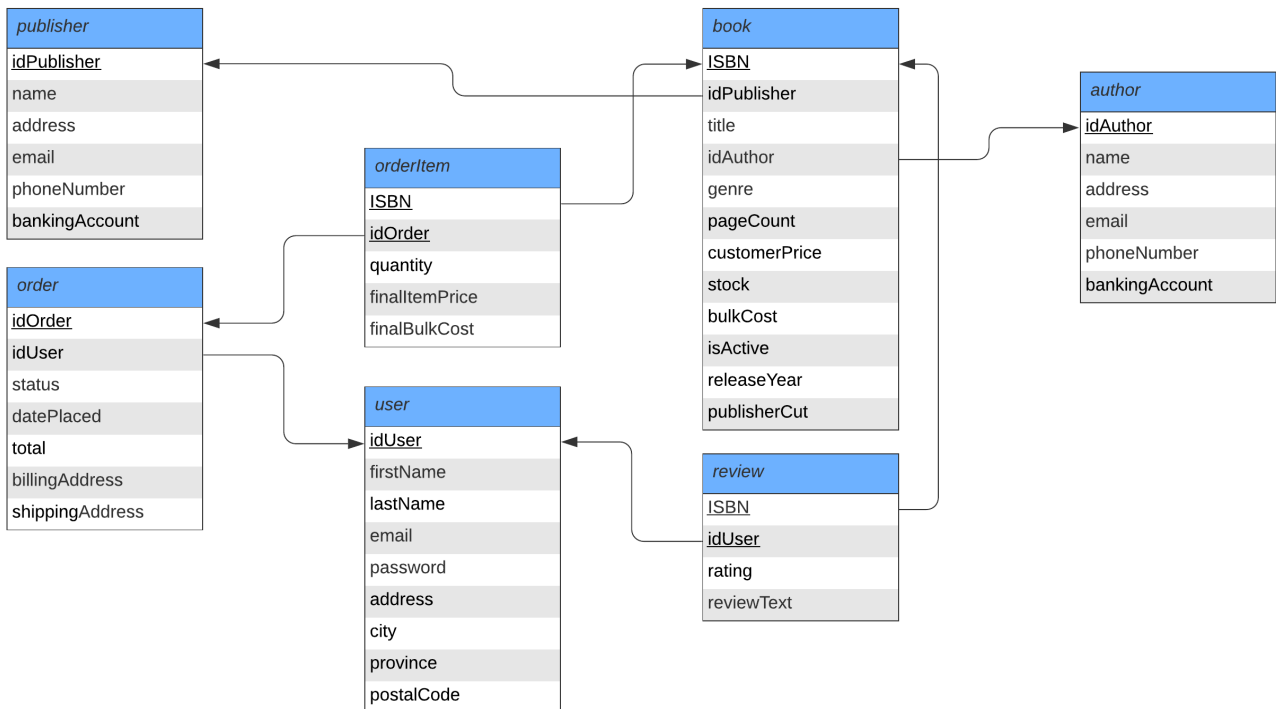 publisher
idPublisher
name
address
email
phoneNumber
bankingAccount
order
idOrder
idUser
status
datePlaced
total
billingAddress
shippingAddress
orderItem
ISBN
idOrder
quantity
finalItemPrice
finalBulkCost
user
idUser
firstName
lastName
email
password
address
city
province
postalCode
book
ISBN
idPublisher
title
idAuthor
genre
pageCount
customerPrice
stock
bulkCost
isActive
releaseYear
publisherCut
review
ISBN
idUser
rating
reviewText
author
idAuthor
name
address
email
phoneNumber
bankingAccount